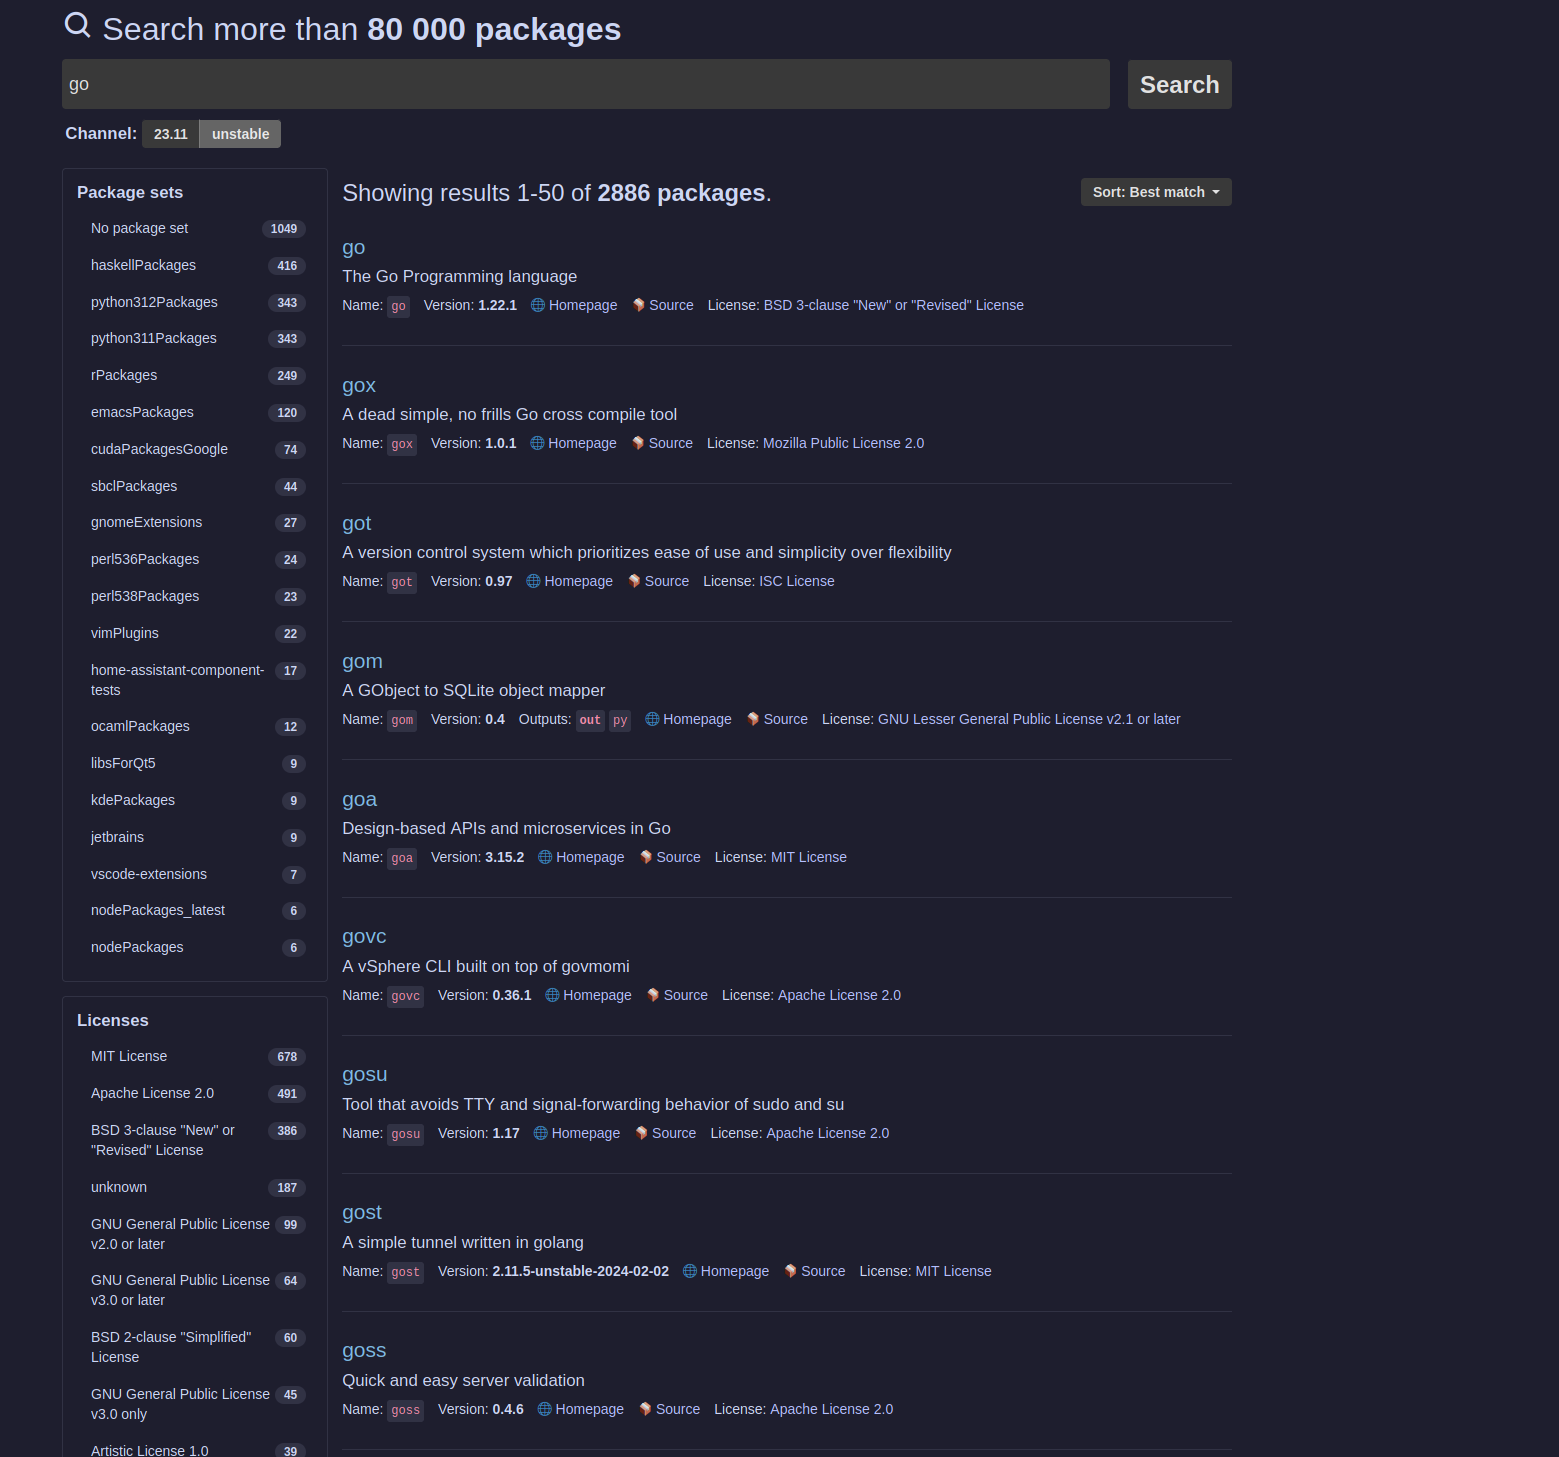 Search more than 80 000 packages
go
Search
Channel: 23.11 unstable
Package sets
No package set 1049
haskellPackages 416
python312Packages 343
python311Packages 343
rPackages 249
emacsPackages 120
cudaPackagesGoogle 74
sbclPackages 44
gnomeExtensions 27
perl536Packages 24
perl538Packages 23
vimPlugins 22
home-assistant-component- 17
tests
ocamlPackages 12
libsForQt5 9
kdePackages 9
jetbrains 9
vscode-extensions 7
nodePackages_latest 6
nodePackages 6
Licenses
MIT License 678
Apache License 2.0 491
BSD 3-clause "New" or 386
"Revised" License
unknown 187
GNU General Public License 99
v2.0 or later
GNU General Public License 64
v3.0 or later
BSD 2-clause "Simplified" 60
License
GNU General Public License 45
v3.0 only
Artistic License 1.0 39
Showing results 1-50 of 2886 packages.
Sort: Best match
go
The Go Programming language
Name: go Version: 1.22.1 Homepage Source License: BSD 3-clause "New" or "Revised" License
gox
A dead simple, no frills Go cross compile tool
Name: gox Version: 1.0.1 Homepage Source License: Mozilla Public License 2.0
got
A version control system which prioritizes ease of use and simplicity over flexibility
Name: got Version: 0.97 Homepage Source License: ISC License
gom
A GObject to SQLite object mapper
Name: gom Version: 0.4 Outputs: out py Homepage Source License: GNU Lesser General Public License v2.1 or later
goa
Design-based APIs and microservices in Go
Name: goa Version: 3.15.2 Homepage Source License: MIT License
govc
A vSphere CLI built on top of govmomi
Name: govc Version: 0.36.1 Homepage Source License: Apache License 2.0
gosu
Tool that avoids TTY and signal-forwarding behavior of sudo and su
Name: gosu Version: 1.17 Homepage Source License: Apache License 2.0
gost
A simple tunnel written in golang
Name: gost Version: 2.11.5-unstable-2024-02-02 Homepage Source License: MIT License
goss
Quick and easy server validation
Name: goss Version: 0.4.6 Homepage Source License: Apache License 2.0